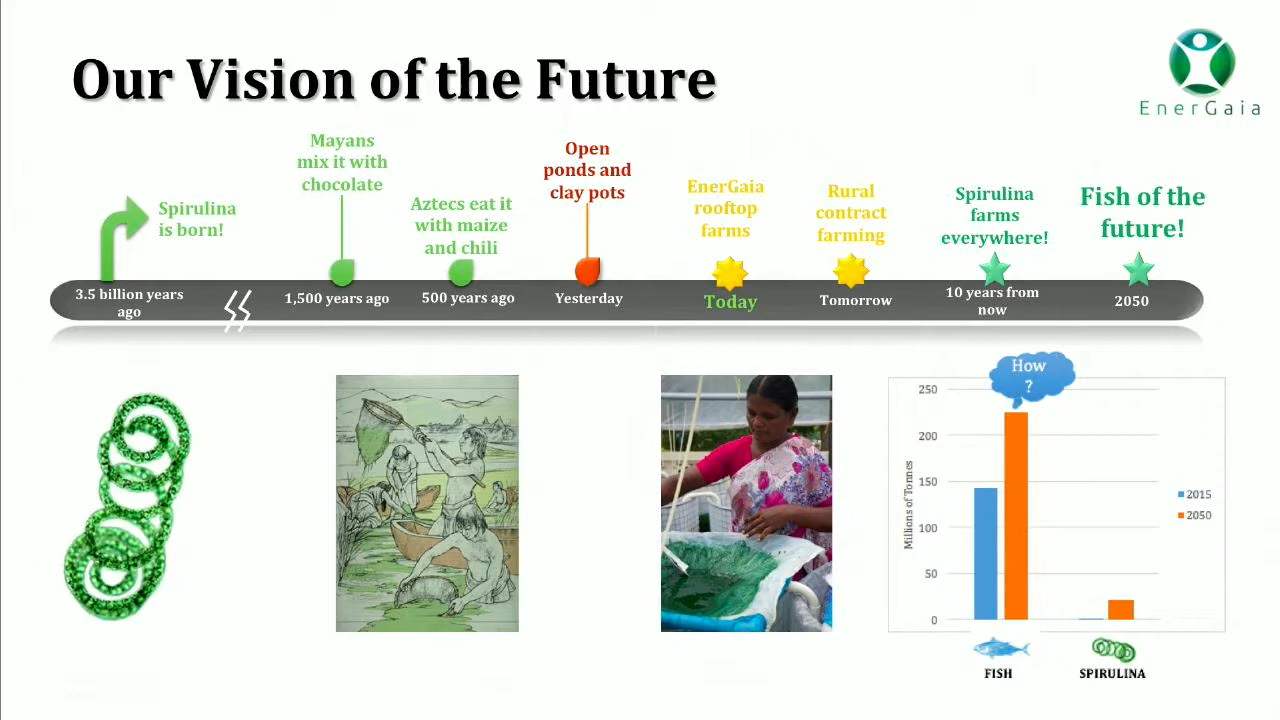 Our Vision of the Future
EnerGaia
Mayans
mix it with
chocolate
Open
ponds and
clay pots
Spirulina
is born!
Aztecs eat it
with maize
and chili
EnerGaia
rooftop
farms
Rural
contract
farming
Spirulina
farms
everywhere!
Fish of the
future!
3.5 billion years
ago
1,500 years ago
500 years ago
Yesterday
Today
Tomorrow
10 years from
now
2050
How
?
250
200
150
100
50
0
Millions of Tonnes
2015
2050
FISH
SPIRULINA